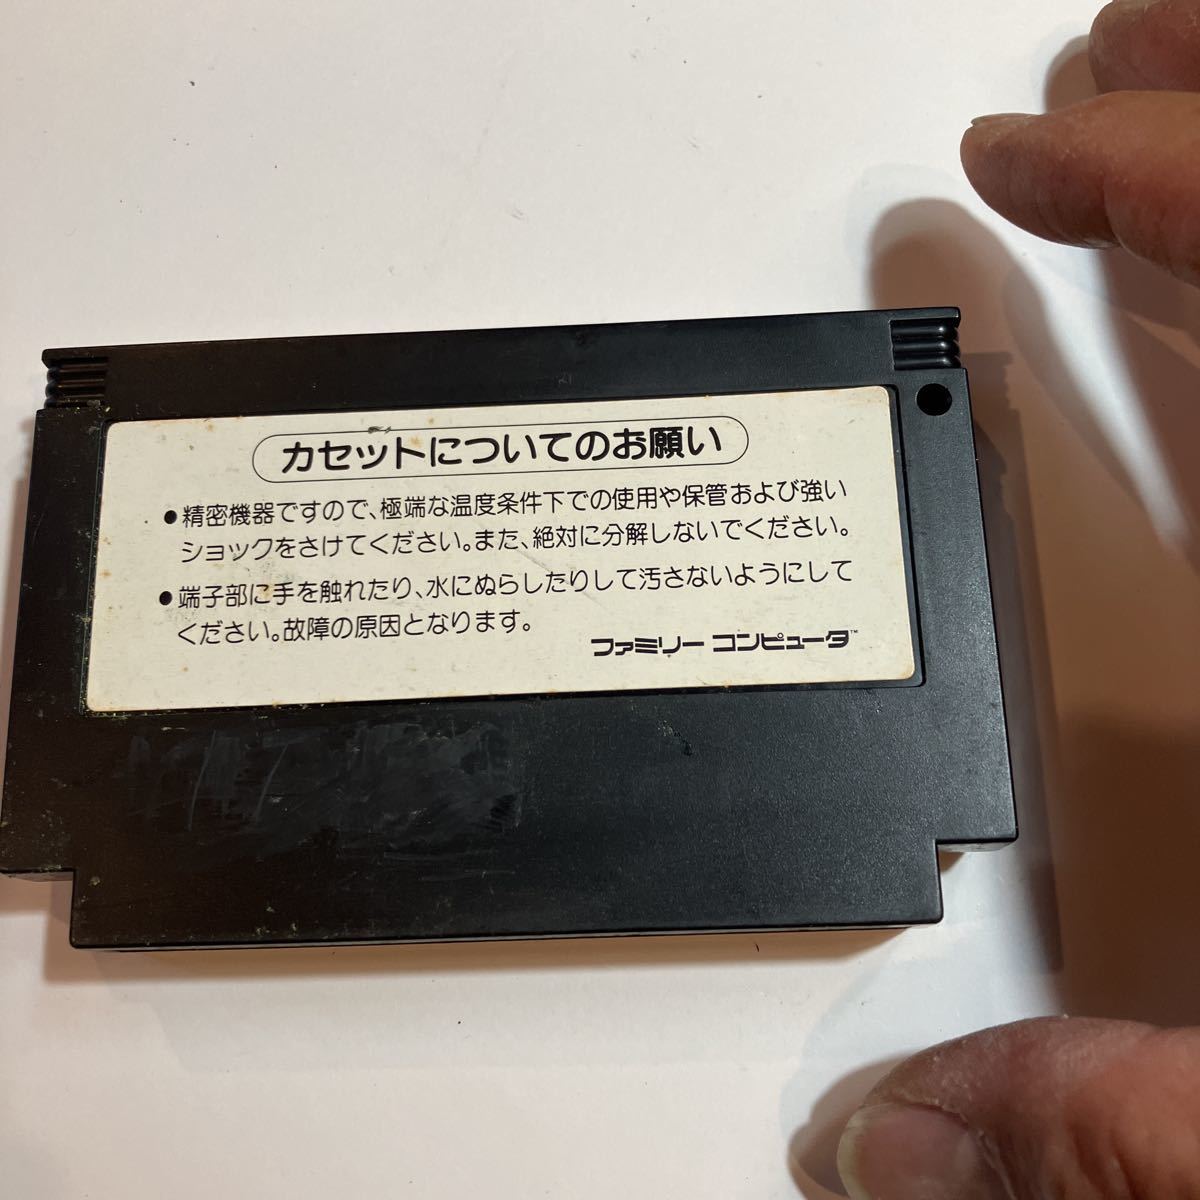 カセットについてのお願い
●精密機器ですので、極端な温度条件下での使用や保管および強い
ショックをさけてください。また、絶対に分解しないでください。
●端子部に手を触れたり、水にぬらしたりして汚さないようにして
ください。故障の原因となります。
ファミリー コンピュータ™